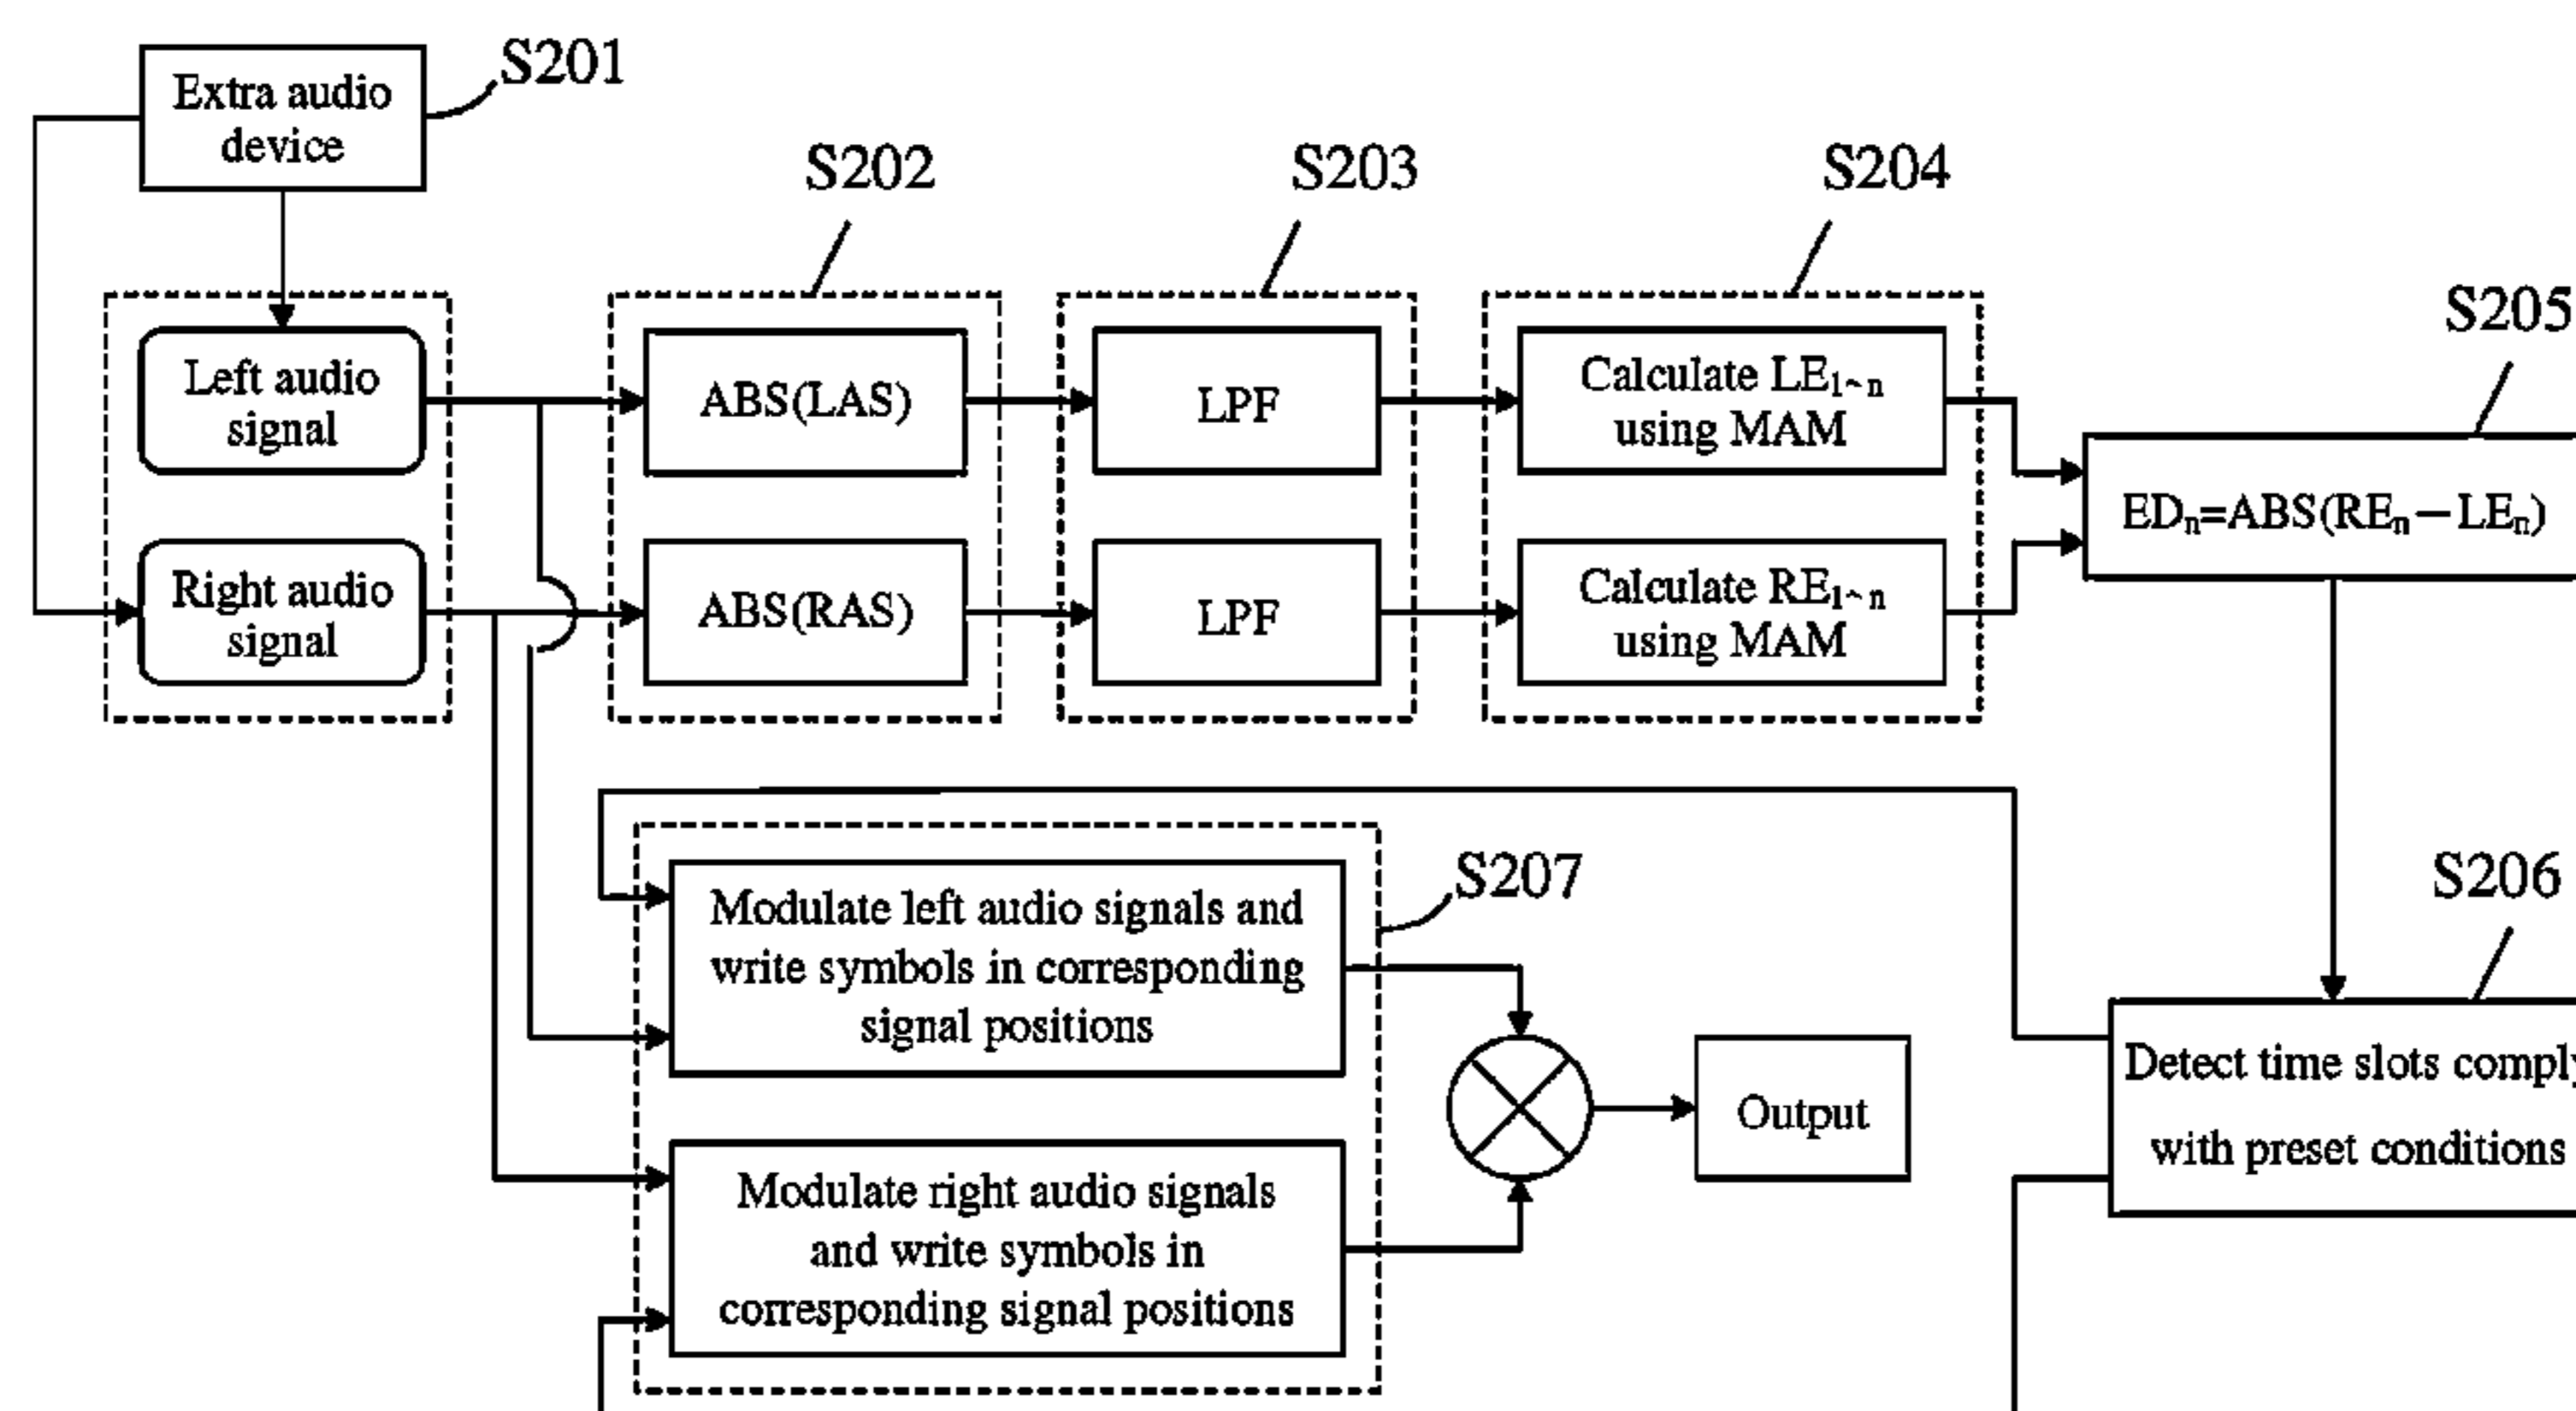 Extra audio
device
S201
S202
S203
S204
S205
Left audio
signal
ABS(LAS)
LPF
Calculate LE1~n
using MAM
EDn=ABS(REn−LEn)
Right audio
signal
ABS(RAS)
LPF
Calculate RE1~n
using MAM
S207
S206
Modulate left audio signals and
write symbols in corresponding
signal positions
Modulate right audio signals
and write symbols in
corresponding signal positions
Output
Detect time slots comply
with preset conditions